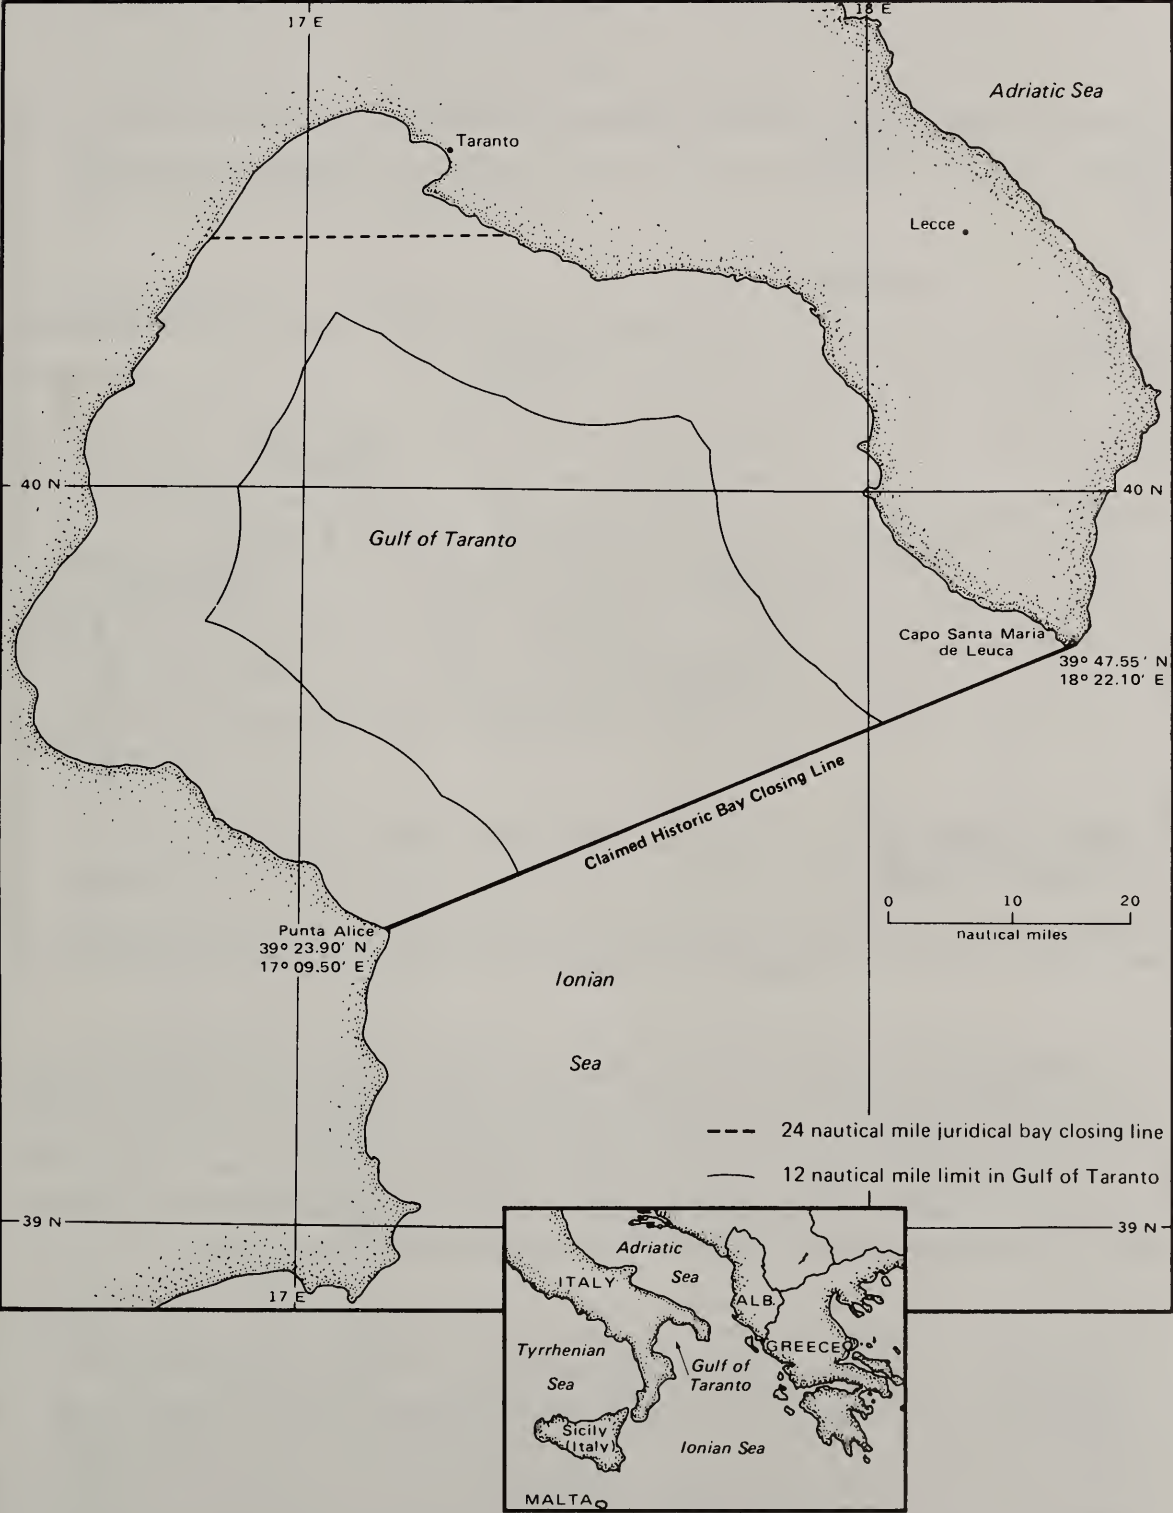 17 E
18 E
Adriatic Sea
Taranto
Lecce
40 N
40 N
Gulf of Taranto
Capo Santa Maria
de Leuca
39° 47.55' N
18° 22.10' E
Claimed Historic Bay Closing Line
0 10 20
nautical miles
Punta Alice
39° 23.90' N
17° 09.50' E
Ionian
Sea
24 nautical mile juridical bay closing line
12 nautical mile limit in Gulf of Taranto
39 N
39 N
17 E
Adriatic
Sea
ITALY
ALB.
GREECE
Tyrrhenian
Sea
Gulf of
Taranto
Sicily
(Italy)
Ionian Sea
MALTA